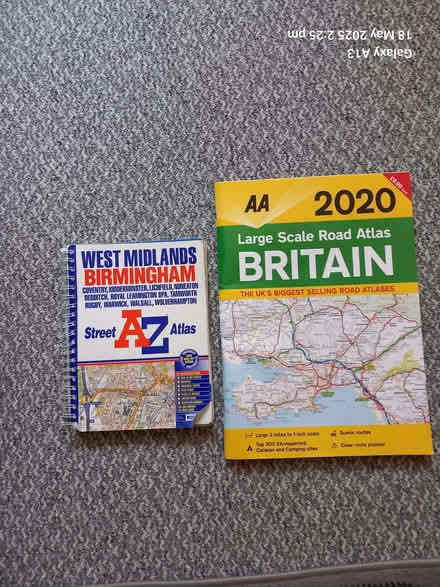 Galaxy A13
18 May 2025 2:25 pm
WEST MIDLANDS
BIRMINGHAM
COVENTRY, KIDDERMINSTER, LICHFIELD, NUNEATON
REDDITCH, ROYAL LEAMINGTON SPA, TAMWORTH
RUGBY, WARWICK, WALSALL, WOLVERHAMPTON
Street AZ Atlas
AA 2020
Large Scale Road Atlas
BRITAIN
THE UK'S BIGGEST SELLING ROAD ATLASES
Large 3 miles to 1 inch scale
Scenic routes
Top 300 AA-inspected
Caravan and Camping sites
Clear route planner